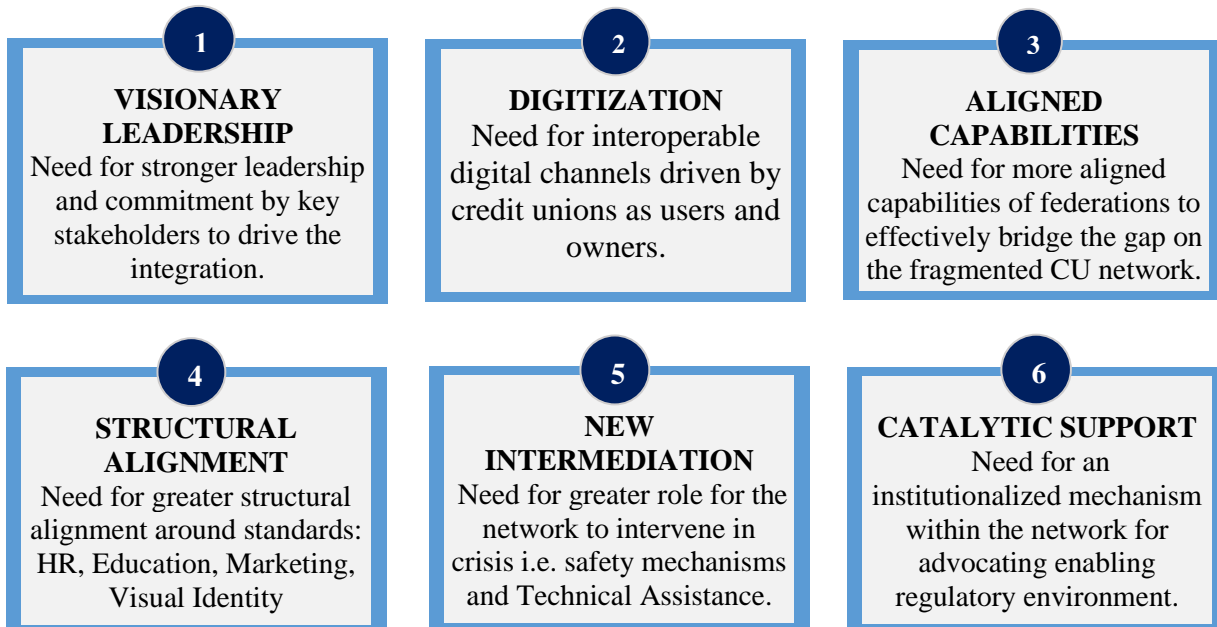 1
VISIONARY
LEADERSHIP
Need for stronger leadership
and commitment by key
stakeholders to drive the
integration.
2
DIGITIZATION
Need for interoperable
digital channels driven by
credit unions as users and
owners.
3
ALIGNED
CAPABILITIES
Need for more aligned
capabilities of federations to
effectively bridge the gap on
the fragmented CU network.
4
STRUCTURAL
ALIGNMENT
Need for greater structural
alignment around standards:
HR, Education, Marketing,
Visual Identity
5
NEW
INTERMEDIATION
Need for greater role for the
network to intervene in
crisis i.e. safety mechanisms
and Technical Assistance.
6
CATALYTIC SUPPORT
Need for an
institutionalized mechanism
within the network for
advocating enabling
regulatory environment.